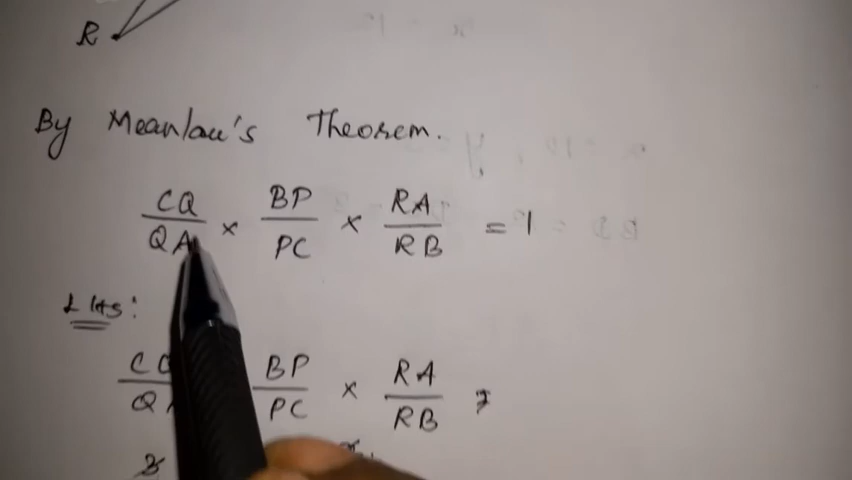 R
By Meanlau's Theorem.
CQ/QA × BP/PC × RA/RB = 1
LHS:
BP/PC × RA/RB =